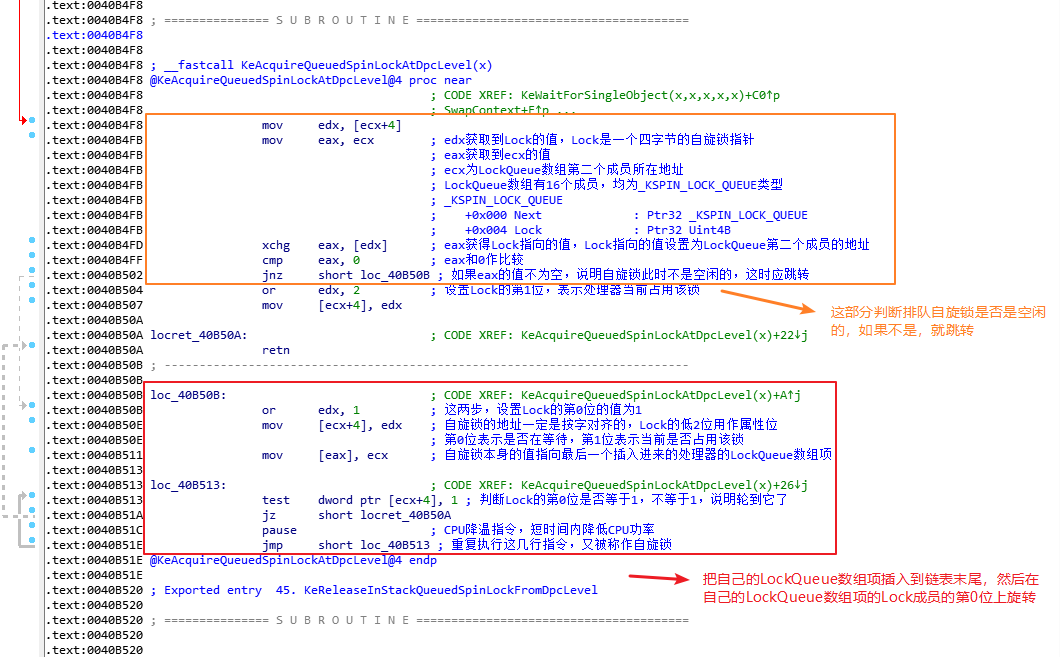 .text:0040B4F8
.text:0040B4F8 ; =============== S U B R O U T I N E =======================================
.text:0040B4F8
.text:0040B4F8
.text:0040B4F8 ; __fastcall KeAcquireQueuedSpinLockAtDpcLevel(x)
.text:0040B4F8 @KeAcquireQueuedSpinLockAtDpcLevel@4 proc near
.text:0040B4F8 ; CODE XREF: KeWaitForSingleObject(x,x,x,x,x)+C0↑p
.text:0040B4F8 ; SwapContext+F↑p ...
.text:0040B4F8 mov edx, [ecx+4]
.text:0040B4FB mov eax, ecx ; edx获取到Lock的值，Lock是一个四字节的自旋锁指针
.text:0040B4FB ; eax获取到ecx的值
.text:0040B4FB ; ecx为LockQueue数组第二个成员所在地址
.text:0040B4FB ; LockQueue数组有16个成员，均为_KSPIN_LOCK_QUEUE类型
.text:0040B4FB ; _KSPIN_LOCK_QUEUE
.text:0040B4FB ; +0x000 Next : Ptr32 _KSPIN_LOCK_QUEUE
.text:0040B4FB ; +0x004 Lock : Ptr32 Uint4B
.text:0040B4FD xchg eax, [edx] ; eax获得Lock指向的值，Lock指向的值设置为LockQueue第二个成员的地址
.text:0040B4FF cmp eax, 0 ; eax和0作比较
.text:0040B502 jnz short loc_40B50B ; 如果eax的值不为空，说明自旋锁此时不是空闲的，这时应跳转
.text:0040B504 or edx, 2 ; 设置Lock的第1位，表示处理器当前占用该锁
.text:0040B507 mov [ecx+4], edx
.text:0040B50A
这部分判断排队自旋锁是否是空闲
的，如果不是，就跳转
.text:0040B50A locret_40B50A: ; CODE XREF: KeAcquireQueuedSpinLockAtDpcLevel(x)+22↓j
.text:0040B50A retn
.text:0040B50B ; ---------------------------------------------------------------------------
.text:0040B50B
.text:0040B50B loc_40B50B: ; CODE XREF: KeAcquireQueuedSpinLockAtDpcLevel(x)+A↑j
.text:0040B50B or edx, 1 ; 这两步，设置Lock的第0位的值为1
.text:0040B50E mov [ecx+4], edx ; 自旋锁的地址一定是按字对齐的，Lock的低2位用作属性位
.text:0040B50E ; 第0位表示是否在等待，第1位表示当前是否占用该锁
.text:0040B511 mov [eax], ecx ; 自旋锁本身的值指向最后一个插入进来的处理器的LockQueue数组项
.text:0040B513
.text:0040B513 loc_40B513: ; CODE XREF: KeAcquireQueuedSpinLockAtDpcLevel(x)+26↓j
.text:0040B513 test dword ptr [ecx+4], 1 ; 判断Lock的第0位是否等于1，不等于1，说明轮到它了
.text:0040B51A jz short locret_40B50A
.text:0040B51C pause ; CPU降温指令，短时间内降低CPU功率
.text:0040B51E jmp short loc_40B513 ; 重复执行这几行指令，又被称作自旋锁
.text:0040B51E @KeAcquireQueuedSpinLockAtDpcLevel@4 endp
.text:0040B51E
把自己的LockQueue数组项插入到链表末尾，然后在
自己的LockQueue数组项的Lock成员的第0位上旋转
.text:0040B520 ; Exported entry 45. KeReleaseInStackQueuedSpinLockFromDpcLevel
.text:0040B520
.text:0040B520 ; =============== S U B R O U T I N E =======================================
.text:0040B520
.text:0040B520